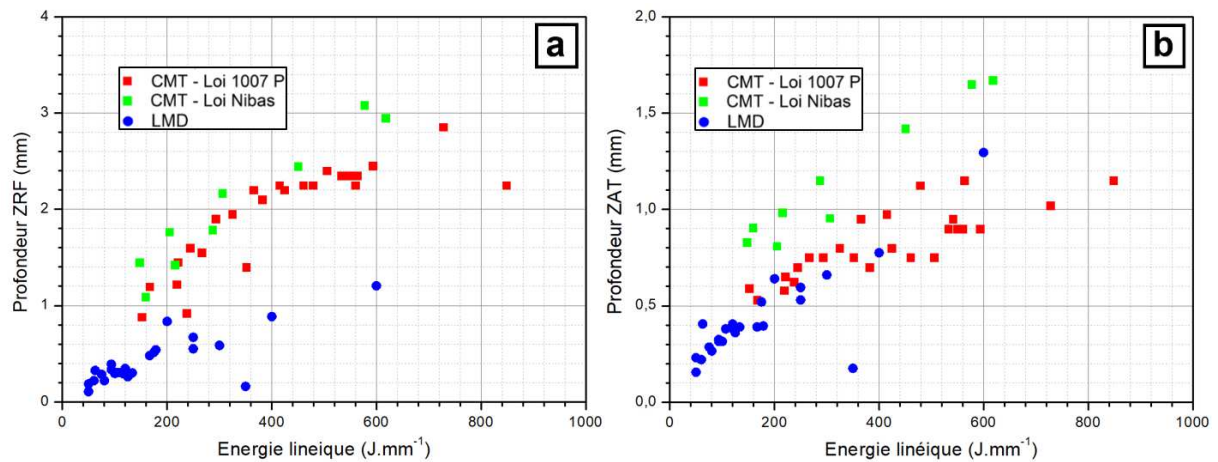 a
CMT - Loi 1007 P
CMT - Loi Nibas
LMD
Profondeur ZRF (mm)
4
3
2
1
0
0
200
400
600
800
1000
Energie lineique (J.mm⁻¹)
b
CMT - Loi 1007 P
CMT - Loi Nibas
LMD
Profondeur ZAT (mm)
2,0
1,5
1,0
0,5
0,0
0
200
400
600
800
1000
Energie linéique (J.mm⁻¹)